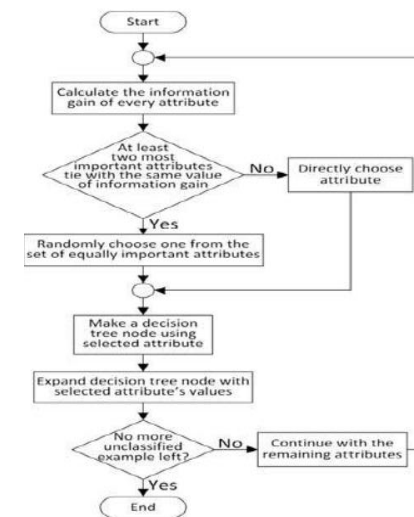 Start
Calculate the information
gain of every attribute
At least
two most
important attributes
tie with the same value
of information gain
No
Directly choose
attribute
Yes
Randomly choose one from the
set of equally important attributes
Make a decision
tree node using
selected attribute
Expand decision tree node with
selected attribute's values
No more
unclassified
example left?
No
Continue with the
remaining attributes
Yes
End